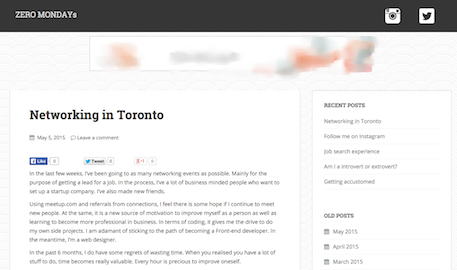 ZERO MONDAYs
Networking in Toronto
May 5, 2015 Leave a comment
Like 0 Tweet 0 +1 0
In the last few weeks, I've been going to as many networking events as possible. Mainly for the
purpose of getting a lead for a job. In the process, I've a lot of business minded people who want to
set up a startup company. I've also made new friends.
Using meetup.com and referrals from connections, I feel there is some hope if I continue to meet
new people. At the same, it is a new source of motivation to improve myself as a person as well as
learning to become more professional in business. In terms of coding, it gives me the drive to do
my own side projects. I am adamant of sticking to the path of becoming a Front-end developer. In
the meantime, I'm a web designer.
In the past 6 months, I do have some regrets of wasting time. When you realised you have a lot of
stuff to do, time becomes really valuable. Every hour is precious to improve oneself.
RECENT POSTS
Networking in Toronto
Follow me on Instagram
Job search experience
Am I a introvert or extrovert?
Getting accustomed
OLD POSTS
May 2015
April 2015
March 2015